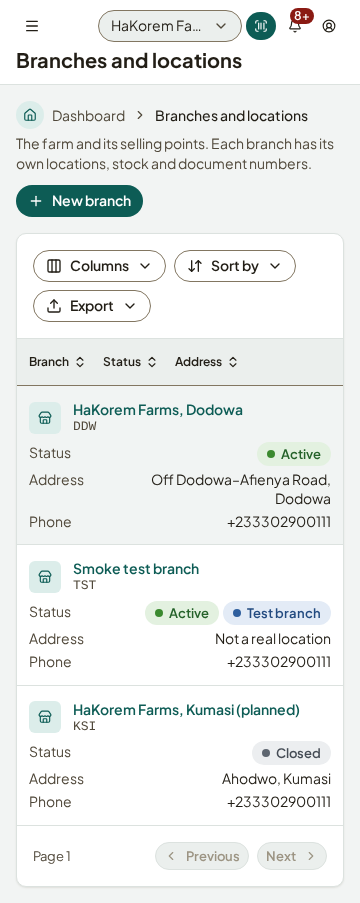 HaKorem Fa...
8+
Branches and locations
Dashboard > Branches and locations
The farm and its selling points. Each branch has its
own locations, stock and document numbers.
+ New branch
Columns
Sort by
Export
Branch Status Address
HaKorem Farms, Dodowa
DDW
Status Active
Address Off Dodowa–Afienya Road,
Dodowa
Phone +233302900111
Smoke test branch
TST
Status Active Test branch
Address Not a real location
Phone +233302900111
HaKorem Farms, Kumasi (planned)
KSI
Status Closed
Address Ahodwo, Kumasi
Phone +233302900111
Page 1 Previous Next